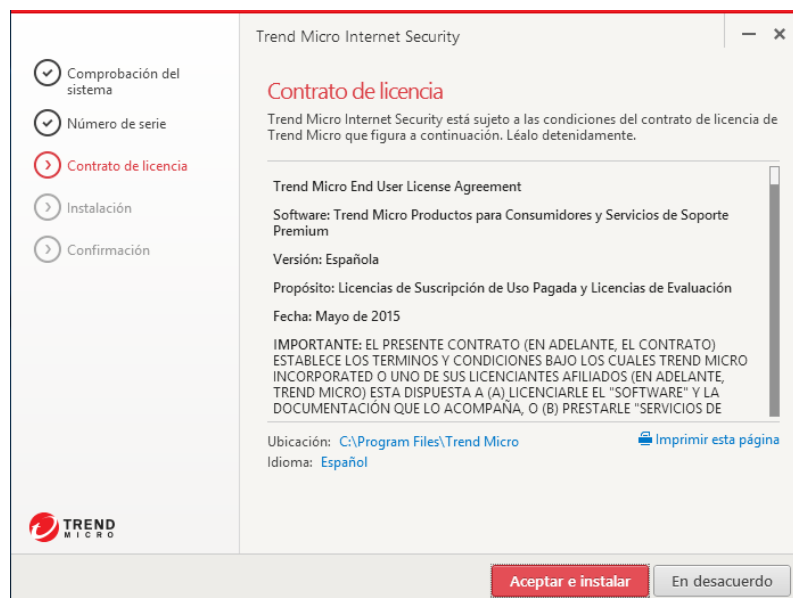 Trend Micro Internet Security
Comprobación del
sistema
Número de serie
Contrato de licencia
Instalación
Confirmación
Contrato de licencia
Trend Micro Internet Security está sujeto a las condiciones del contrato de licencia de
Trend Micro que figura a continuación. Léalo detenidamente.
Trend Micro End User License Agreement
Software: Trend Micro Productos para Consumidores y Servicios de Soporte
Premium
Versión: Española
Propósito: Licencias de Suscripción de Uso Pagada y Licencias de Evaluación
Fecha: Mayo de 2015
IMPORTANTE: EL PRESENTE CONTRATO (EN ADELANTE, EL CONTRATO)
ESTABLECE LOS TERMINOS Y CONDICIONES BAJO LOS CUALES TREND MICRO
INCORPORATED O UNO DE SUS LICENCIANTES AFILIADOS (EN ADELANTE,
TREND MICRO) ESTA DISPUESTA A (A) LICENCIARLE EL "SOFTWARE" Y LA
DOCUMENTACIÓN QUE LO ACOMPAÑA, O (B) PRESTARLE "SERVICIOS DE
Ubicación: C:\Program Files\Trend Micro
Imprimir esta página
Idioma: Español
TREND
MICRO
Aceptar e instalar
En desacuerdo